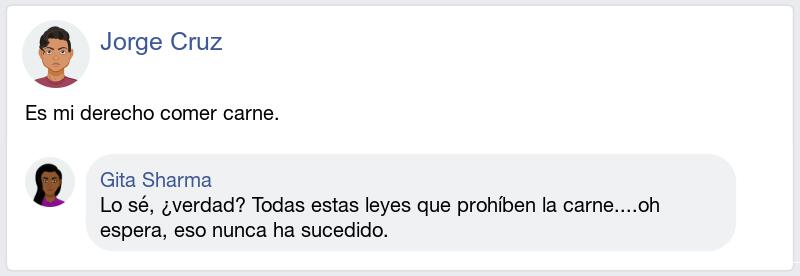 Jorge Cruz
Es mi derecho comer carne.
Gita Sharma
Lo sé, ¿verdad? Todas estas leyes que prohíben la carne....oh
espera, eso nunca ha sucedido.